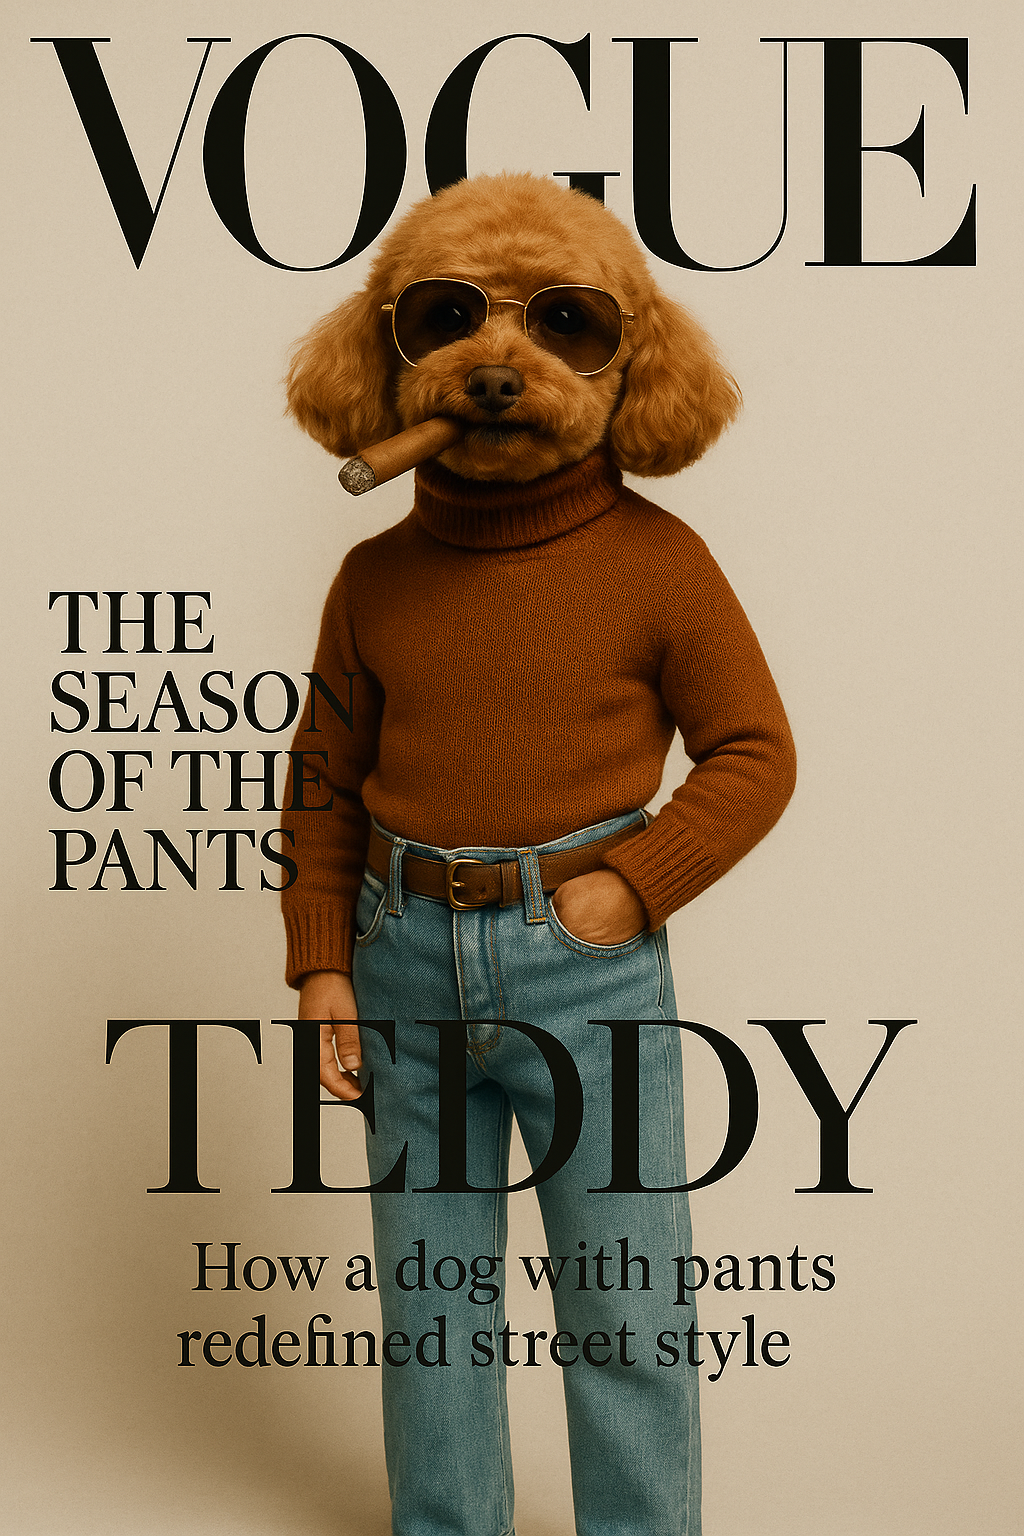 VOGUE
THE
SEASON
OF THE
PANTS
TEDDY
How a dog with pants
redefined street style